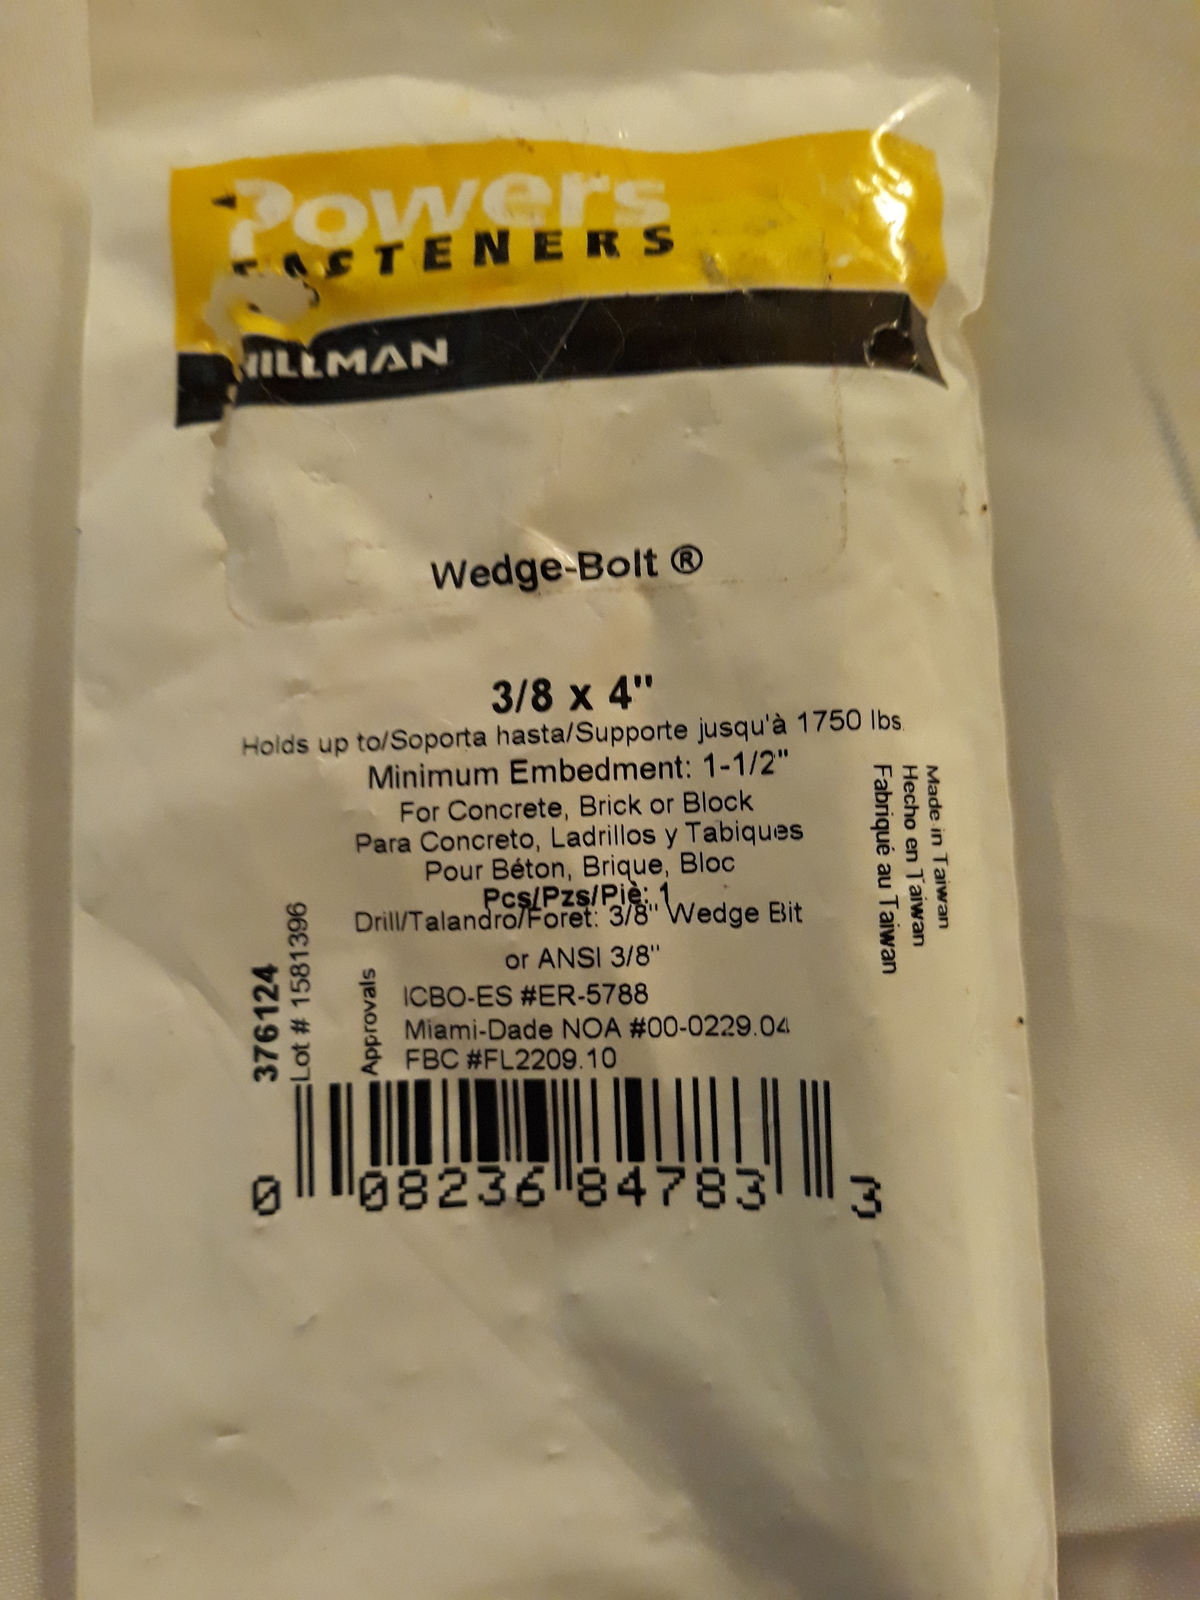 Powers
FASTENERS
HILLMAN
Wedge-Bolt ®
3/8 x 4"
Holds up to/Soporta hasta/Supporte jusqu'à 1750 lbs.
Minimum Embedment: 1-1/2"
For Concrete, Brick or Block
Para Concreto, Ladrillos y Tabiques
Pour Béton, Brique, Bloc
Pcs/Pzs/Piè: 1
Drill/Talandro/Foret: 3/8" Wedge Bit
or ANSI 3/8"
Approvals
ICBO-ES #ER-5788
Miami-Dade NOA #00-0229.04
FBC #FL2209.10
376124
Lot # 1581396
Made in Taiwan
Hecho en Taiwan
Fabriqué au Taiwan
0 08236 84783 3